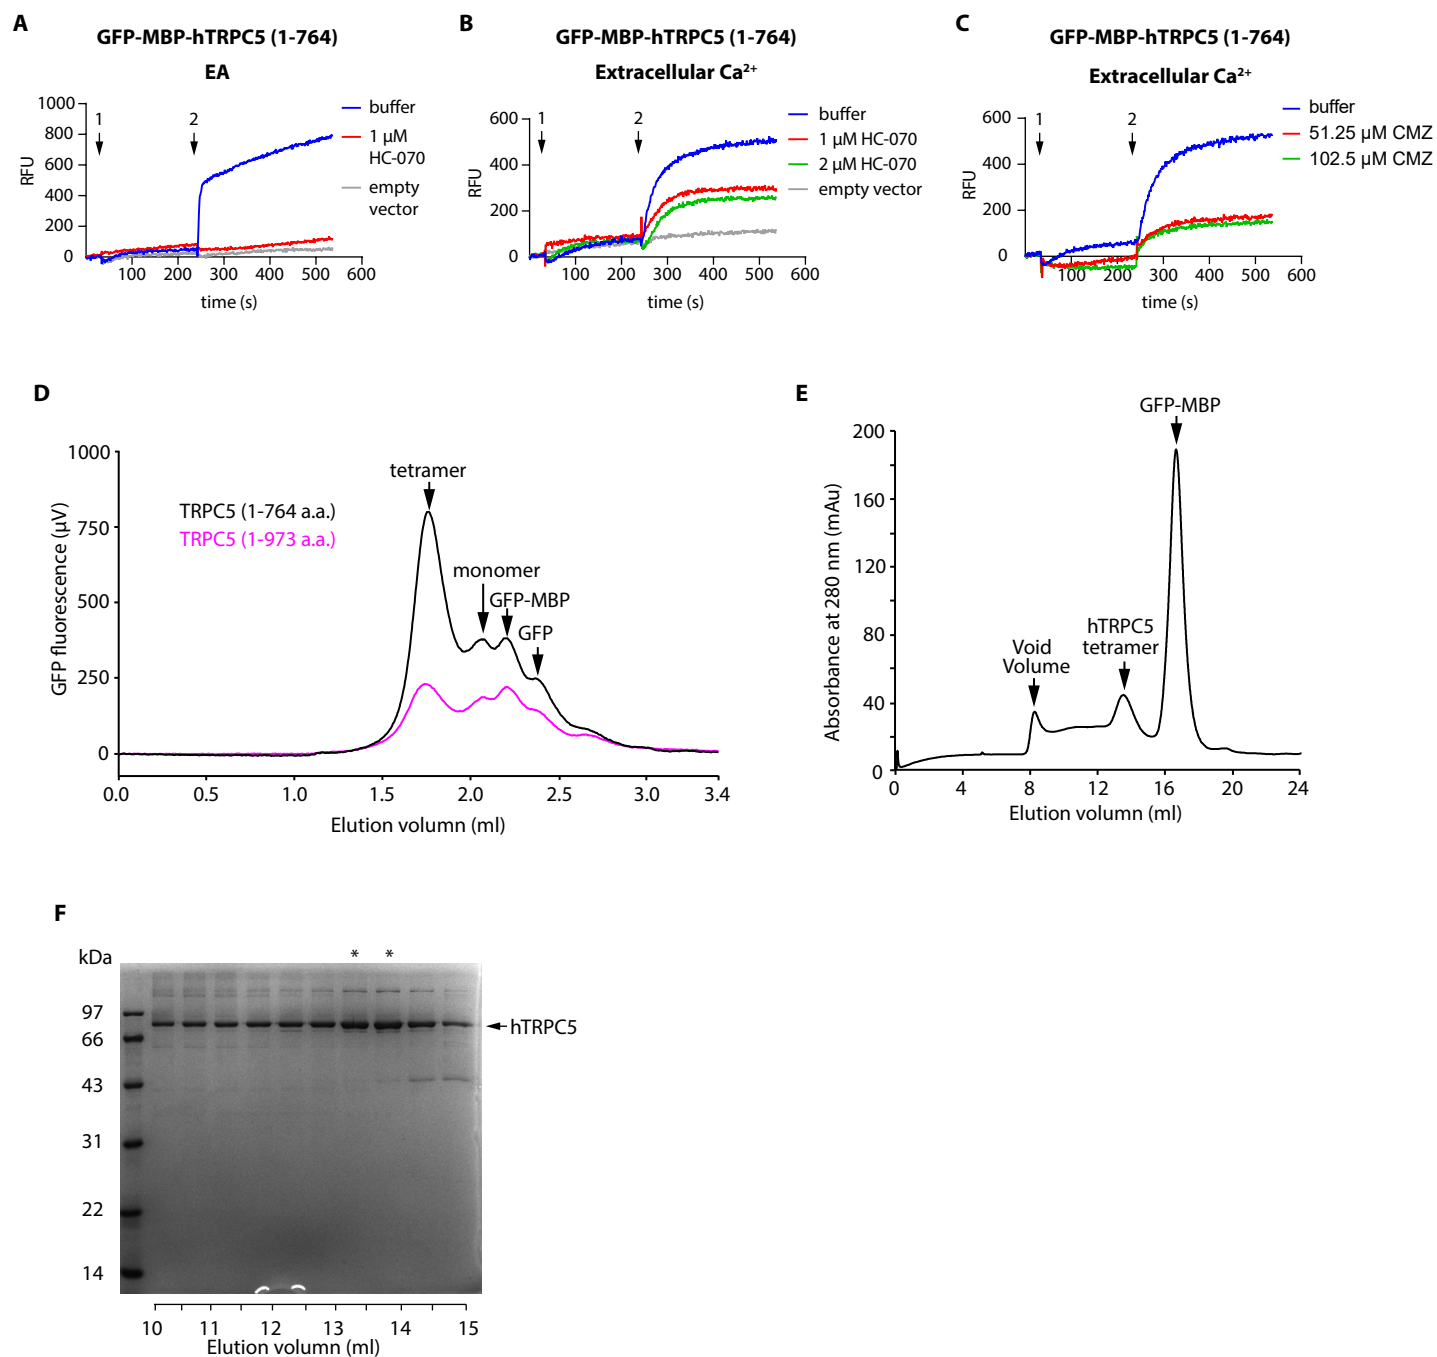 A
GFP-MBP-hTRPC5 (1-764)
EA
1000
800
600
400
200
0
RFU
1
2
100 200 300 400 500 600
time (s)
buffer
1 µM
HC-070
empty
vector
B
GFP-MBP-hTRPC5 (1-764)
Extracellular Ca²⁺
600
400
200
0
RFU
1
2
100 200 300 400 500 600
time (s)
buffer
1 µM HC-070
2 µM HC-070
empty vector
C
GFP-MBP-hTRPC5 (1-764)
Extracellular Ca²⁺
600
400
200
0
RFU
1
2
100 200 300 400 500 600
time (s)
buffer
51.25 µM CMZ
102.5 µM CMZ
D
1000
750
500
250
0
GFP fluorescence (µV)
TRPC5 (1-764 a.a.)
TRPC5 (1-973 a.a.)
tetramer
monomer
GFP-MBP
GFP
0.0 0.5 1.0 1.5 2.0 2.5 3.0 3.4
Elution volumn (ml)
E
200
160
120
80
40
0
Absorbance at 280 nm (mAu)
GFP-MBP
Void
Volume
hTRPC5
tetramer
0 4 8 12 16 20 24
Elution volumn (ml)
F
kDa
* *
97
66
43
31
22
14
hTRPC5
10 11 12 13 14 15
Elution volumn (ml)